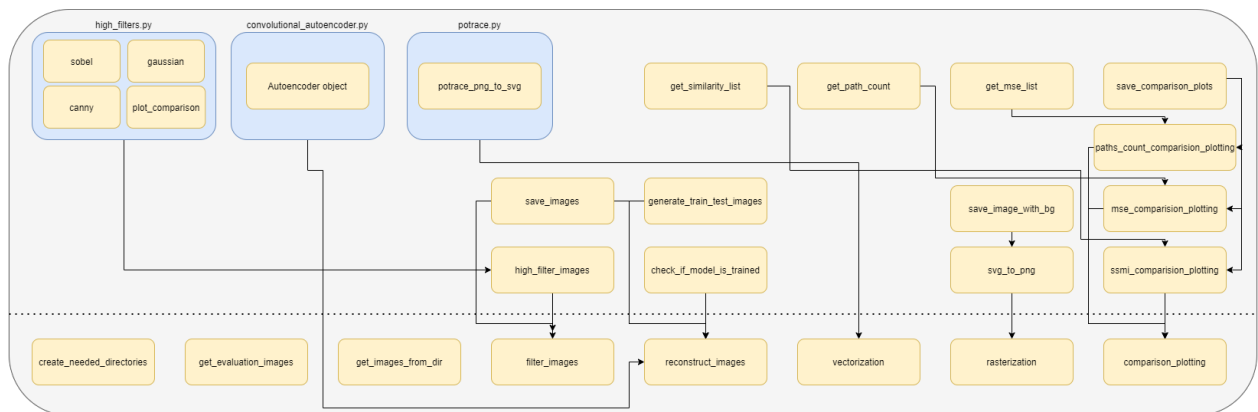 high_filters.py
convolutional_autoencoder.py
potrace.py
sobel
gaussian
canny
plot_comparison
Autoencoder object
potrace_png_to_svg
get_similarity_list
get_path_count
get_mse_list
save_comparison_plots
paths_count_comparision_plotting
save_images
generate_train_test_images
save_image_with_bg
mse_comparision_plotting
high_filter_images
check_if_model_is_trained
svg_to_png
ssmi_comparision_plotting
create_needed_directories
get_evaluation_images
get_images_from_dir
filter_images
reconstruct_images
vectorization
rasterization
comparison_plotting